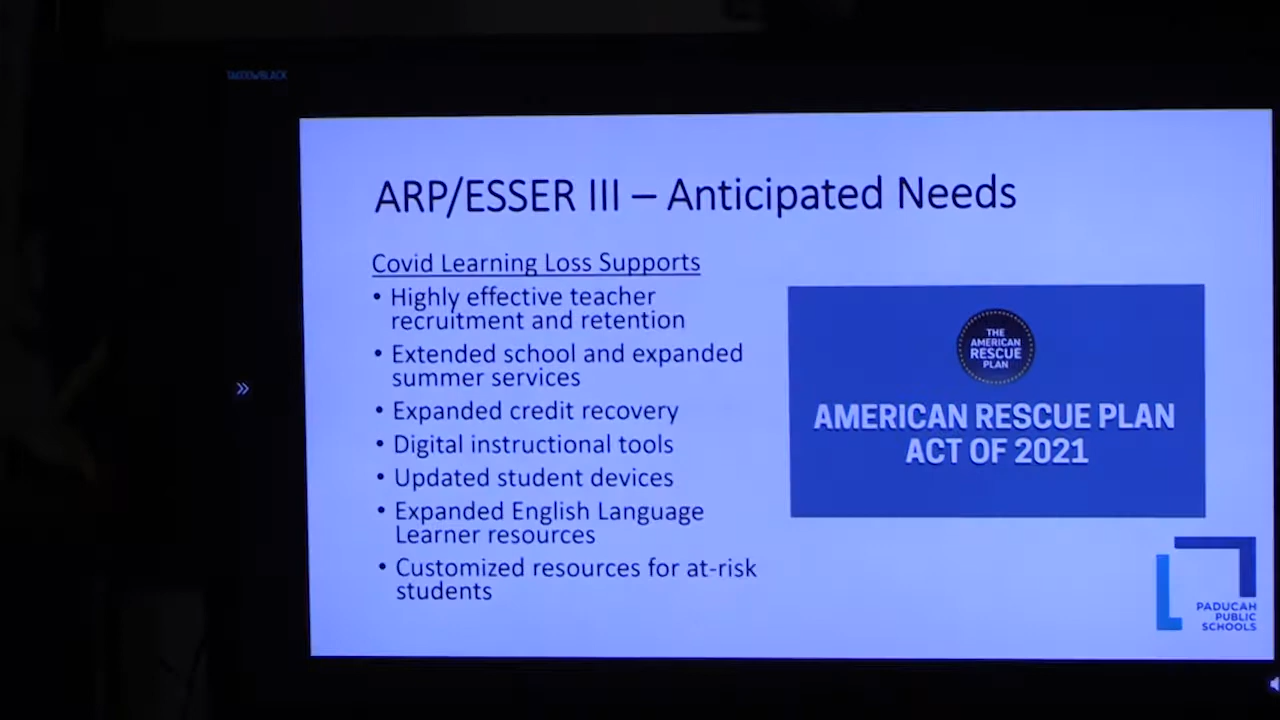 ARP/ESSER III – Anticipated Needs
Covid Learning Loss Supports
• Highly effective teacher
recruitment and retention
• Extended school and expanded
summer services
• Expanded credit recovery
• Digital instructional tools
• Updated student devices
• Expanded English Language
Learner resources
• Customized resources for at-risk
students
THE
AMERICAN
RESCUE
PLAN
AMERICAN RESCUE PLAN
ACT OF 2021
PADUCAH
PUBLIC
SCHOOLS